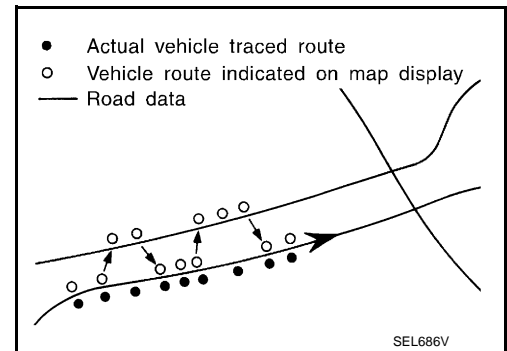 Actual vehicle traced route
Vehicle route indicated on map display
Road data
SEL686V